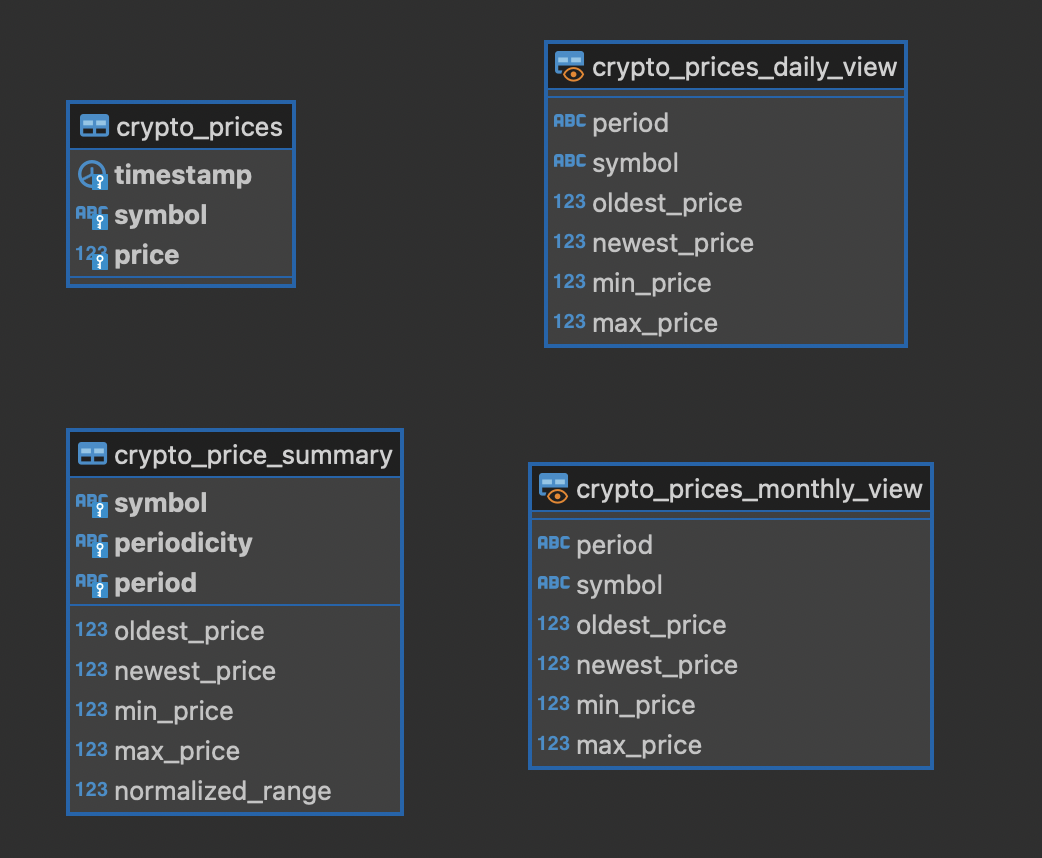 crypto_prices
timestamp
ABC symbol
123 price
crypto_prices_daily_view
ABC period
ABC symbol
123 oldest_price
123 newest_price
123 min_price
123 max_price
crypto_price_summary
ABC symbol
ABC periodicity
ABC period
123 oldest_price
123 newest_price
123 min_price
123 max_price
123 normalized_range
crypto_prices_monthly_view
ABC period
ABC symbol
123 oldest_price
123 newest_price
123 min_price
123 max_price